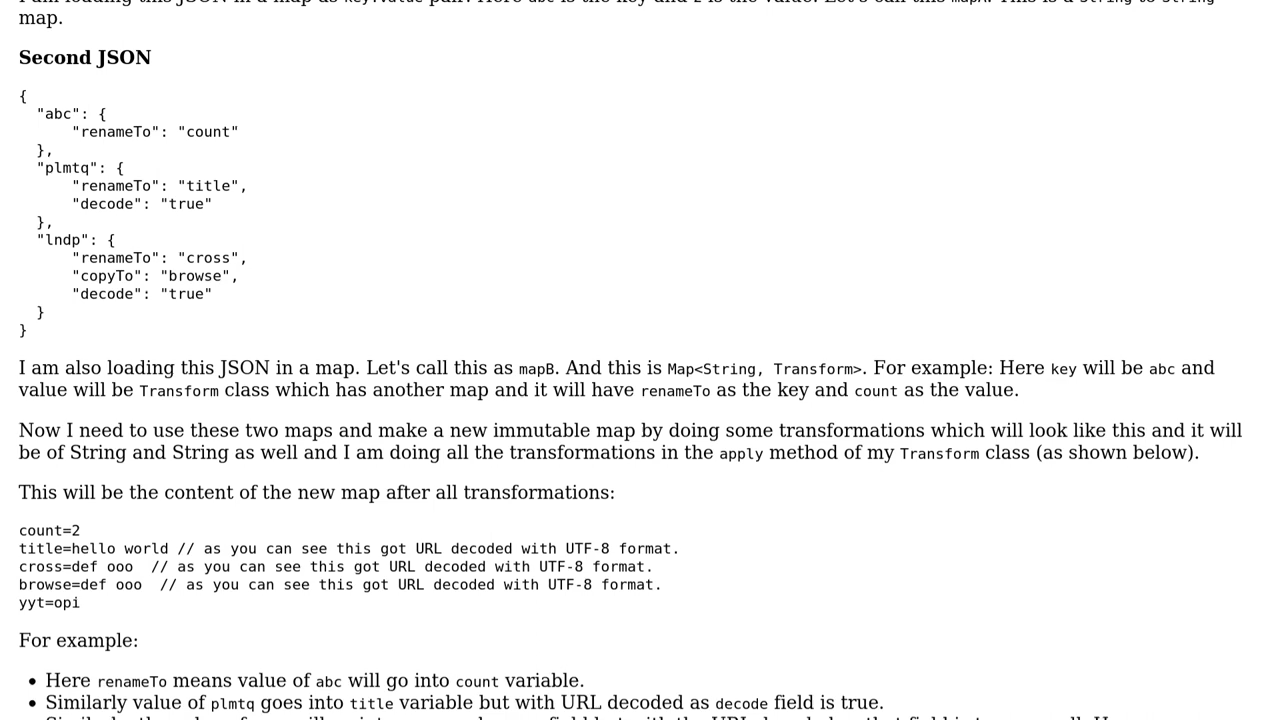 map.
Second JSON
{
  "abc": {
      "renameTo": "count"
  },
  "plmtq": {
      "renameTo": "title",
      "decode": "true"
  },
  "lndp": {
      "renameTo": "cross",
      "copyTo": "browse",
      "decode": "true"
  }
}
I am also loading this JSON in a map. Let's call this as mapB. And this is Map<String, Transform>. For example: Here key will be abc and
value will be Transform class which has another map and it will have renameTo as the key and count as the value.
Now I need to use these two maps and make a new immutable map by doing some transformations which will look like this and it will
be of String and String as well and I am doing all the transformations in the apply method of my Transform class (as shown below).
This will be the content of the new map after all transformations:
count=2
title=hello world // as you can see this got URL decoded with UTF-8 format.
cross=def ooo  // as you can see this got URL decoded with UTF-8 format.
browse=def ooo  // as you can see this got URL decoded with UTF-8 format.
yyt=opi
For example:
• Here renameTo means value of abc will go into count variable.
• Similarly value of plmtq goes into title variable but with URL decoded as decode field is true.